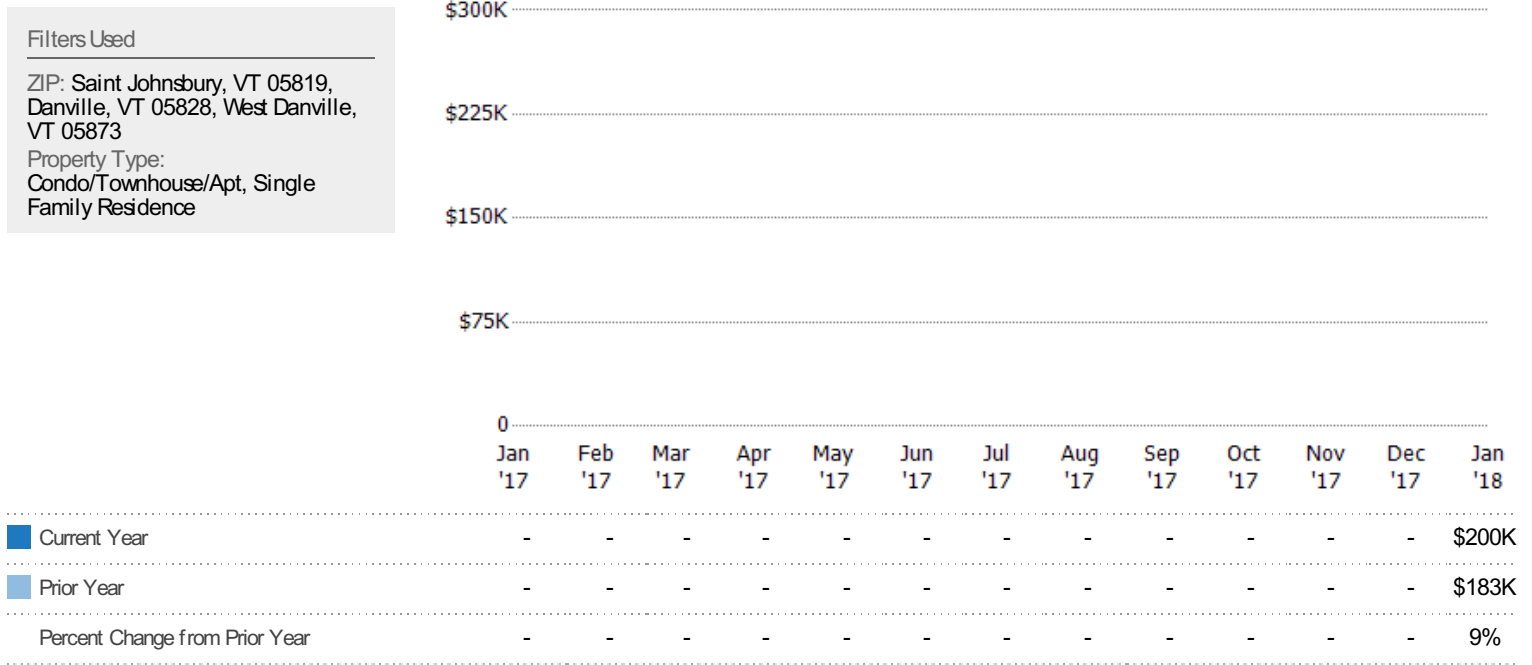 Filters Used
ZIP: Saint Johnsbury, VT 05819,
Danville, VT 05828, West Danville,
VT 05873
Property Type:
Condo/Townhouse/Apt, Single
Family Residence
$300K
$225K
$150K
$75K
0
Jan Feb Mar Apr May Jun Jul Aug Sep Oct Nov Dec Jan
'17 '17 '17 '17 '17 '17 '17 '17 '17 '17 '17 '17 '18
Current Year - - - - - - - - - - - - $200K
Prior Year - - - - - - - - - - - - $183K
Percent Change from Prior Year - - - - - - - - - - - - 9%